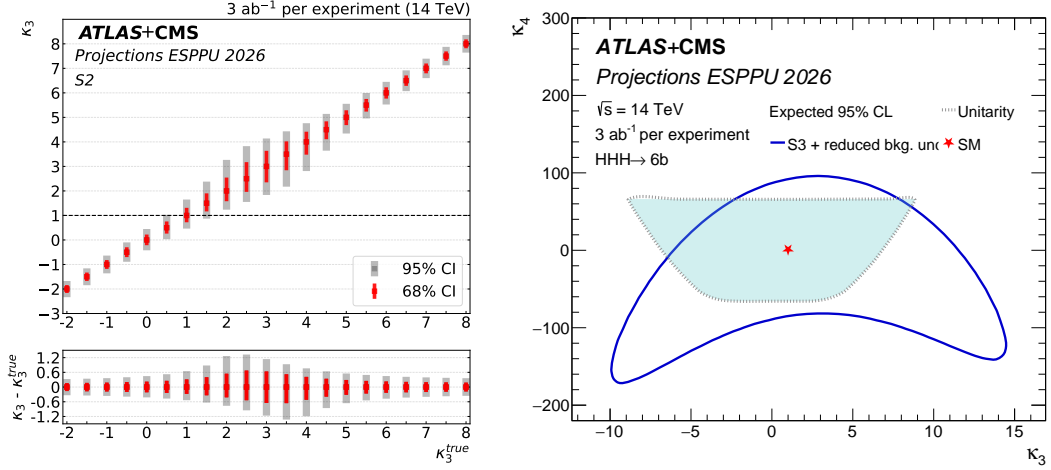 3 ab⁻¹ per experiment (14 TeV)
κ₃
ATLAS+CMS
Projections ESPPU 2026
S2
8
7
6
5
4
3
2
1
0
−1
−2
−3
95% CI
68% CI
-2 -1 0 1 2 3 4 5 6 7 8
κ₃ - κ₃ᵗʳᵘᵉ
1.2
0.6
0
-0.6
-1.2
-2 -1 0 1 2 3 4 5 6 7 8
κ₃ᵗʳᵘᵉ
κ₄
300
200
100
0
−100
−200
ATLAS+CMS
Projections ESPPU 2026
√s = 14 TeV
3 ab⁻¹ per experiment
HHH→ 6b
Expected 95% CL
Unitarity
S3 + reduced bkg. unc
SM
−10 −5 0 5 10 15
κ₃